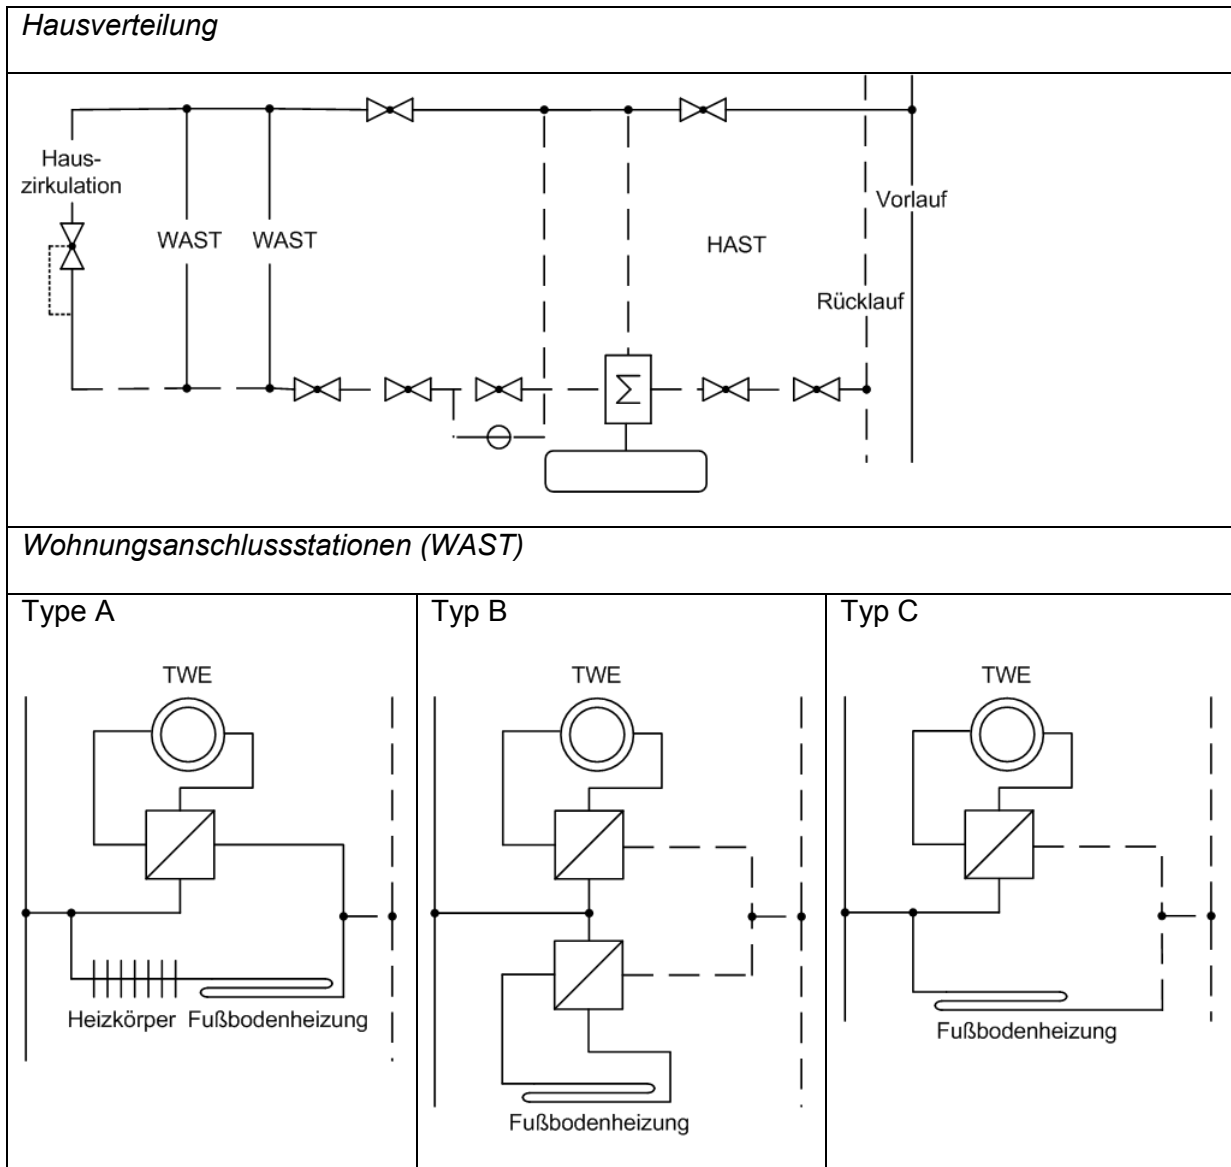 Hausverteilung
Haus-
zirkulation
WAST
WAST
HAST
Vorlauf
Rücklauf
Σ
Wohnungsanschlussstationen (WAST)
Type A
TWE
Heizkörper
Fußbodenheizung
Typ B
TWE
Fußbodenheizung
Typ C
TWE
Fußbodenheizung